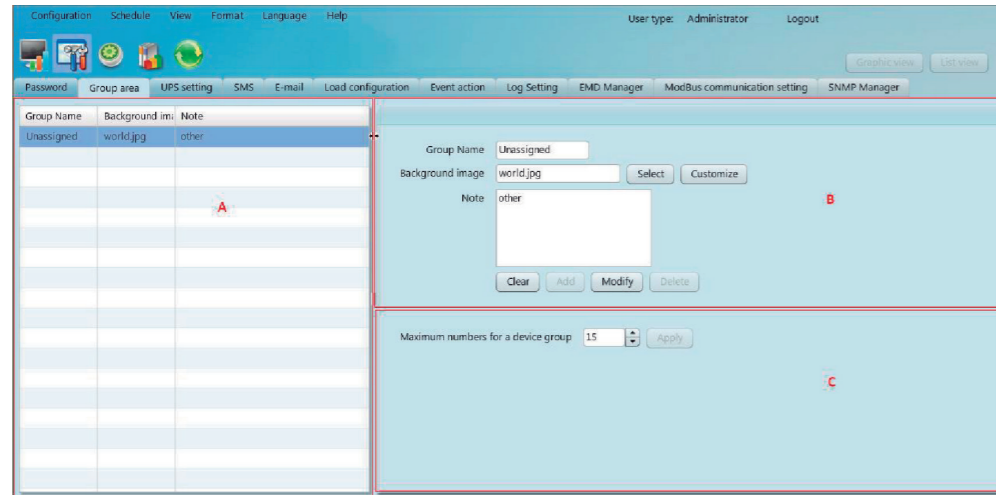 Configuration Schedule View Format Language Help User type: Administrator Logout
Graphic view List view
Password Group area UPS setting SMS E-mail Load configuration Event action Log Setting EMD Manager ModBus communication setting SNMP Manager
Group Name Background ima Note
Unassigned world.jpg other
A
Group Name Unassigned
Background image world.jpg Select Customize
Note other
B
Clear Add Modify Delete
Maximum numbers for a device group 15 Apply
C